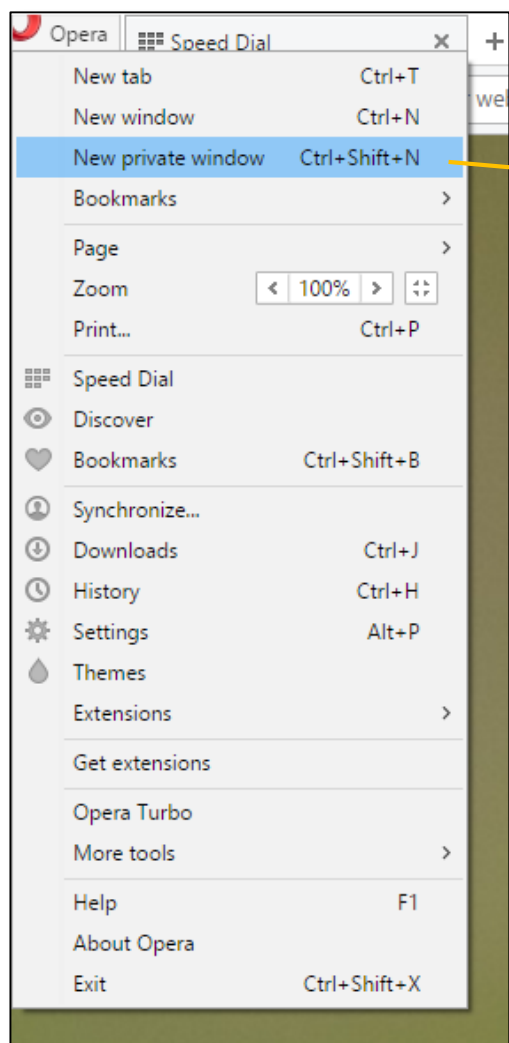 Opera Speed Dial
New tab Ctrl+T
New window Ctrl+N
New private window Ctrl+Shift+N
Bookmarks
Page
Zoom 100%
Print... Ctrl+P
Speed Dial
Discover
Bookmarks Ctrl+Shift+B
Synchronize...
Downloads Ctrl+J
History Ctrl+H
Settings Alt+P
Themes
Extensions
Get extensions
Opera Turbo
More tools
Help F1
About Opera
Exit Ctrl+Shift+X